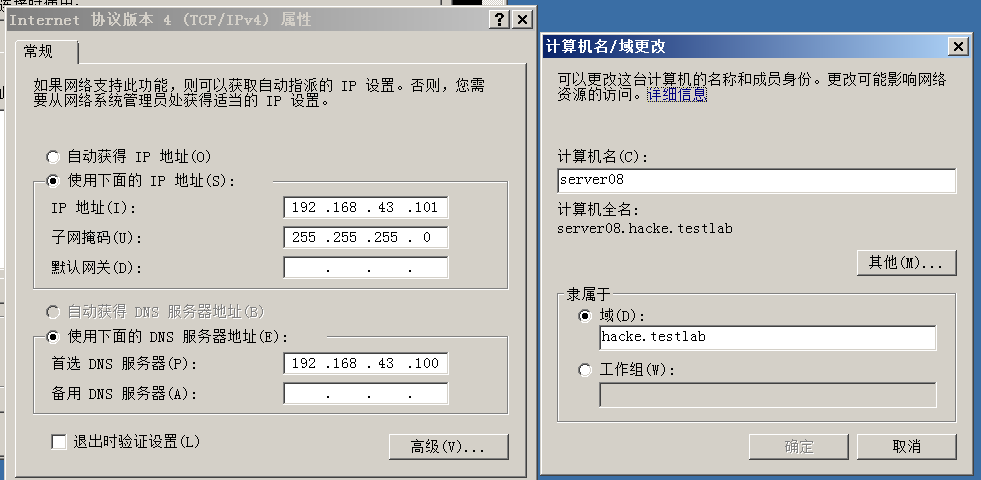 Internet 协议版本 4 (TCP/IPv4) 属性
常规
如果网络支持此功能，则可以获取自动指派的 IP 设置。否则，您需
要从网络系统管理员处获得适当的 IP 设置。
自动获得 IP 地址(O)
使用下面的 IP 地址(S):
IP 地址(I): 192 .168 . 43 .101
子网掩码(U): 255 .255 .255 . 0
默认网关(D): . . .
自动获得 DNS 服务器地址(B)
使用下面的 DNS 服务器地址(E):
首选 DNS 服务器(P): 192 .168 . 43 .100
备用 DNS 服务器(A): . . .
退出时验证设置(L)
高级(V)...
计算机名/域更改
可以更改这台计算机的名称和成员身份。更改可能影响网络
资源的访问。详细信息
计算机名(C):
server08
计算机全名:
server08.hacke.testlab
其他(M)...
隶属于
域(D):
hacke.testlab
工作组(W):
确定 取消